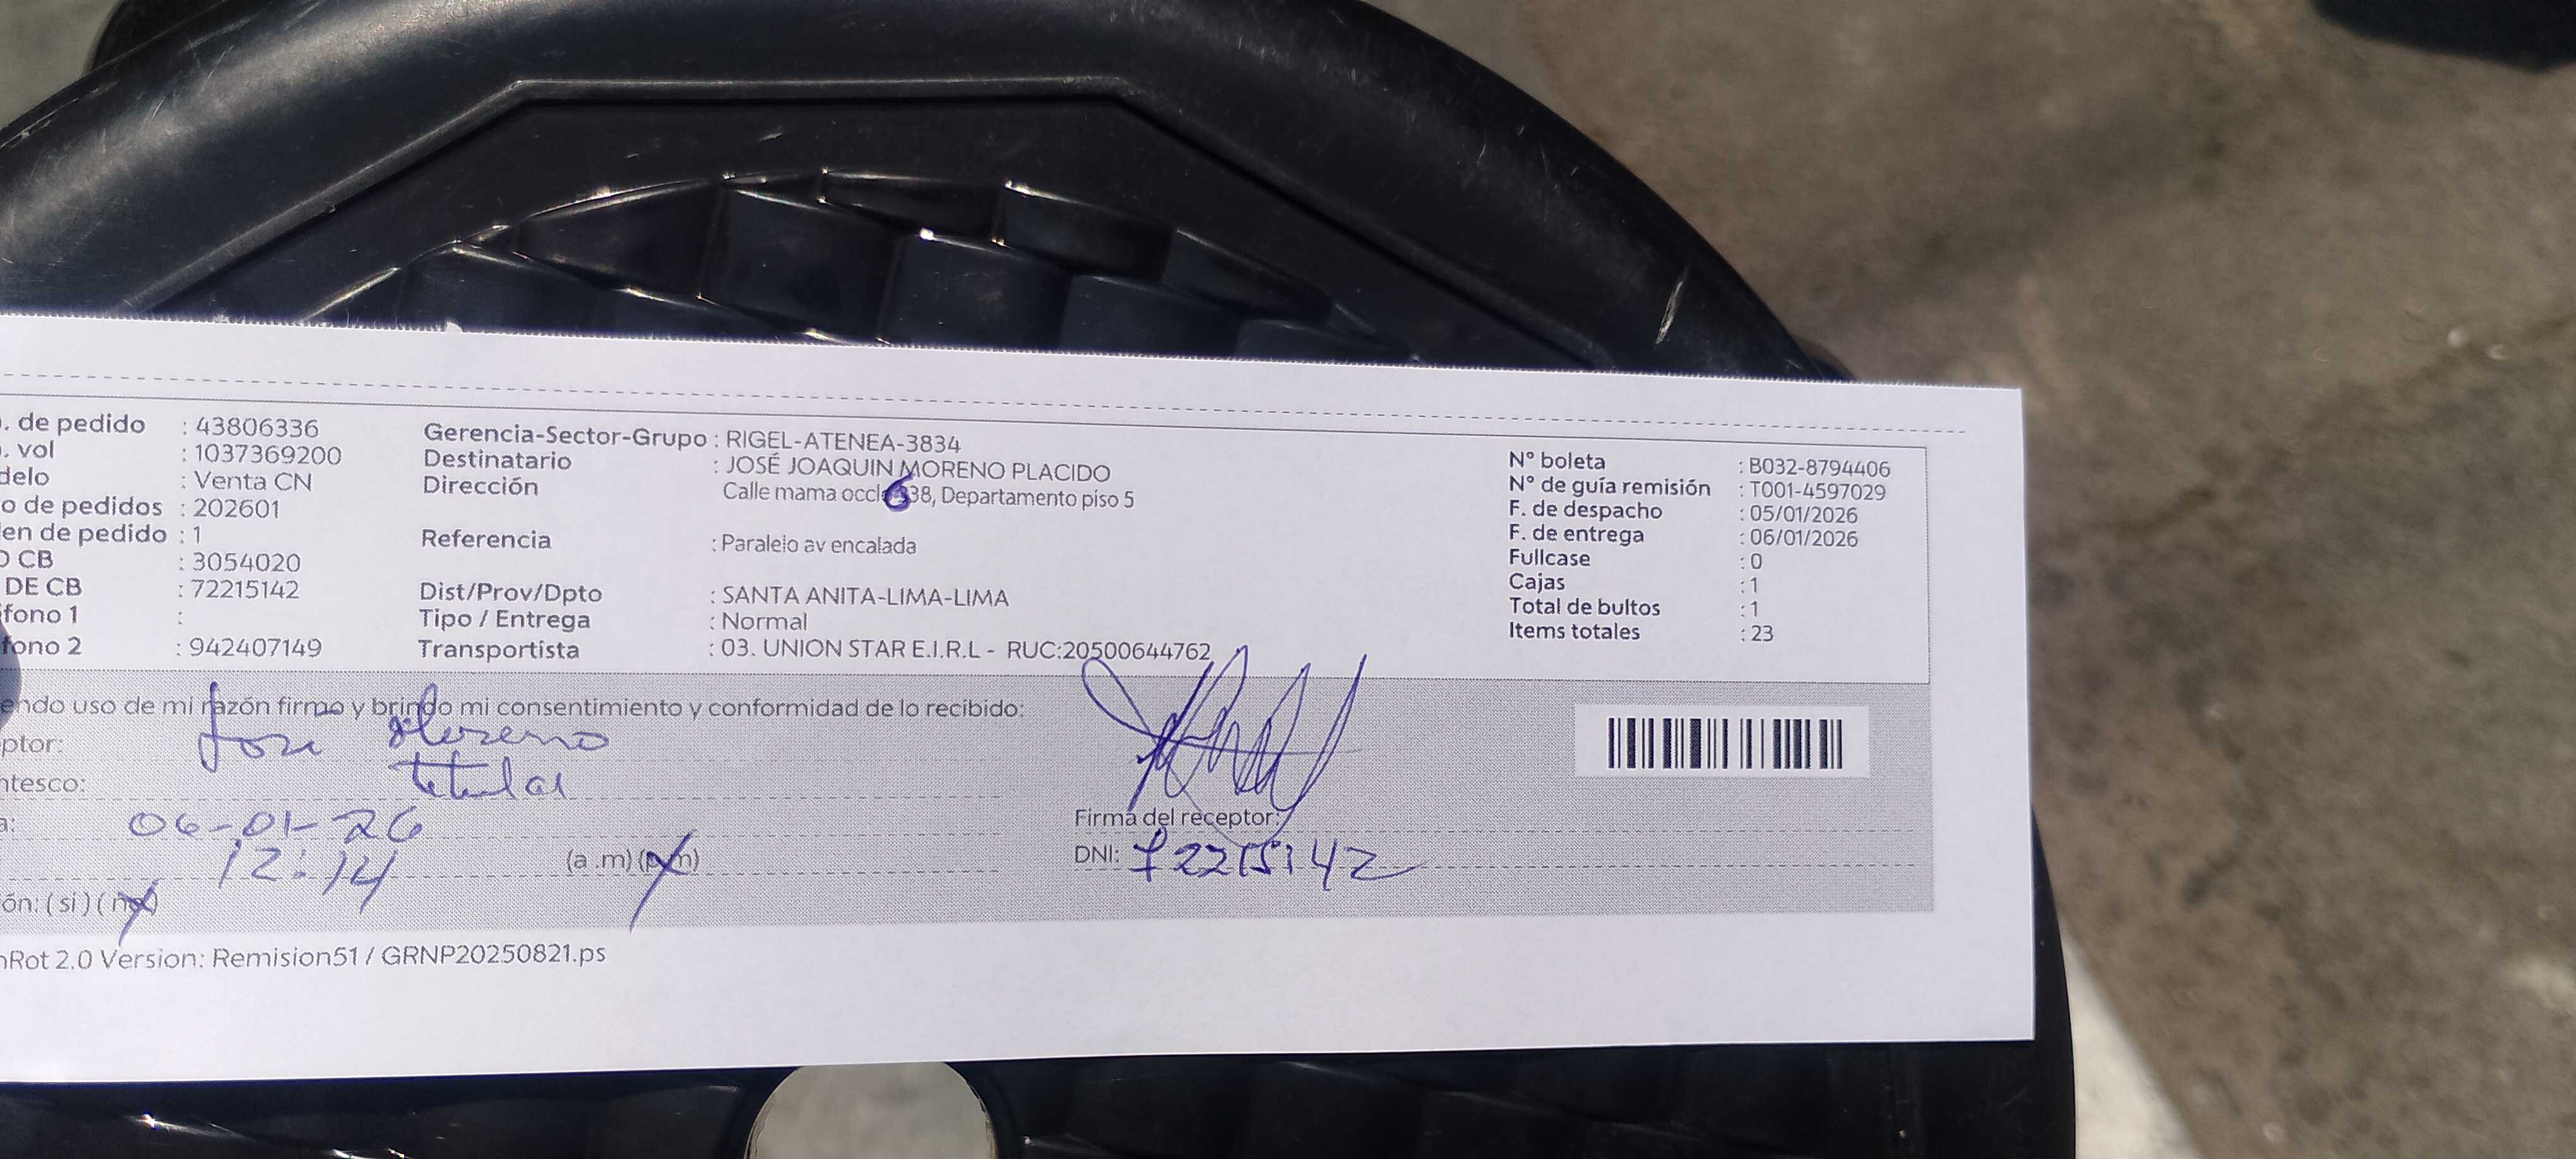 . de pedido : 43806336
. vol : 1037369200
delo : Venta CN
o de pedidos : 202601
en de pedido : 1
O CB : 3054020
DE CB : 72215142
fono 1 :
fono 2 : 942407149
Gerencia-Sector-Grupo : RIGEL-ATENEA-3834
Destinatario : JOSÉ JOAQUIN MORENO PLACIDO
Dirección Calle mama occl 638, Departamento piso 5
Referencia : Paralelo av encalada
Dist/Prov/Dpto : SANTA ANITA-LIMA-LIMA
Tipo / Entrega : Normal
Transportista : 03. UNION STAR E.I.R.L - RUC:20500644762
N° boleta : B032-8794406
N° de guía remisión : T001-4597029
F. de despacho : 05/01/2026
F. de entrega : 06/01/2026
Fullcase : 0
Cajas : 1
Total de bultos : 1
Items totales : 23
endo uso de mi razón firmo y brindo mi consentimiento y conformidad de lo recibido:
ptor: Jose Moreno
ntesco: titular
a: 06-01-26
12:14 (a .m) (p.m)
ón: ( si ) ( no )
Firma del receptor:
DNI: 72215142
nRot 2.0 Version: Remision51 / GRNP20250821.ps